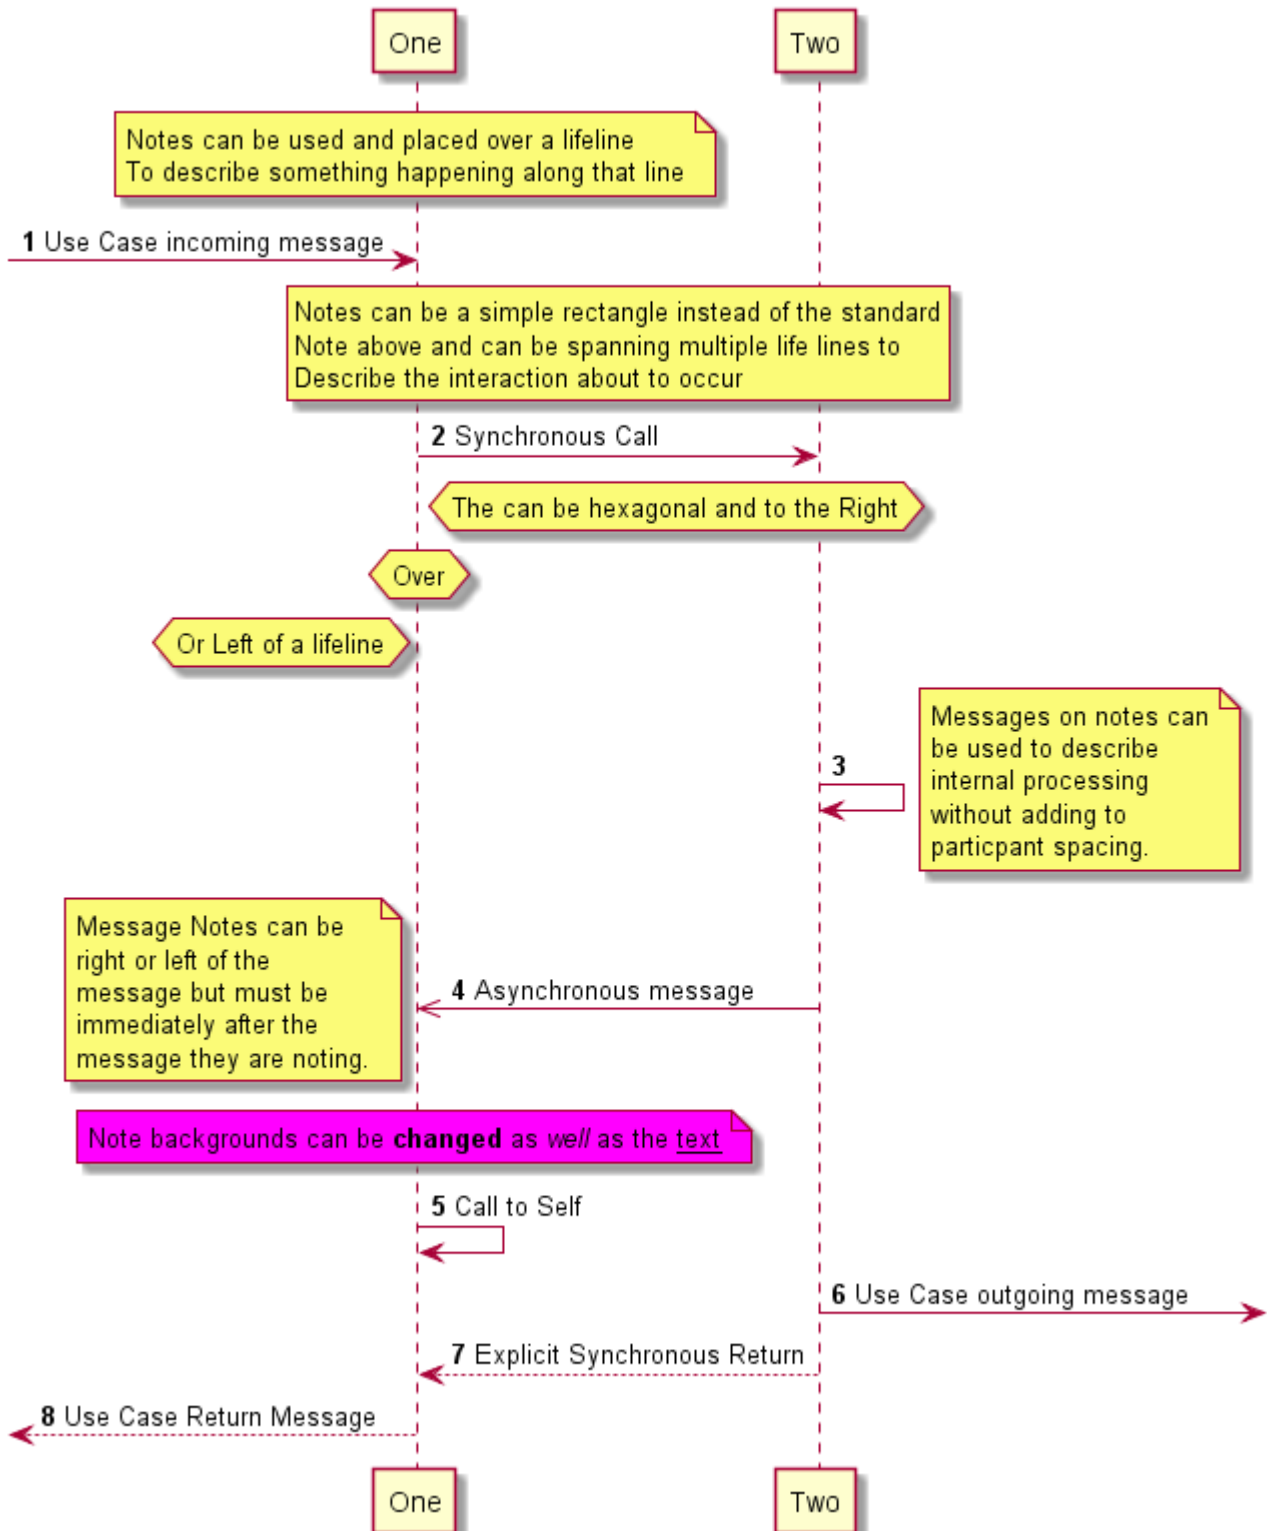 One
Two
Notes can be used and placed over a lifeline
To describe something happening along that line
1 Use Case incoming message
Notes can be a simple rectangle instead of the standard
Note above and can be spanning multiple life lines to
Describe the interaction about to occur
2 Synchronous Call
The can be hexagonal and to the Right
Over
Or Left of a lifeline
Messages on notes can
be used to describe
internal processing
without adding to
particpant spacing.
3
Message Notes can be
right or left of the
message but must be
immediately after the
message they are noting.
4 Asynchronous message
Note backgrounds can be changed as well as the text
5 Call to Self
6 Use Case outgoing message
7 Explicit Synchronous Return
8 Use Case Return Message
One
Two